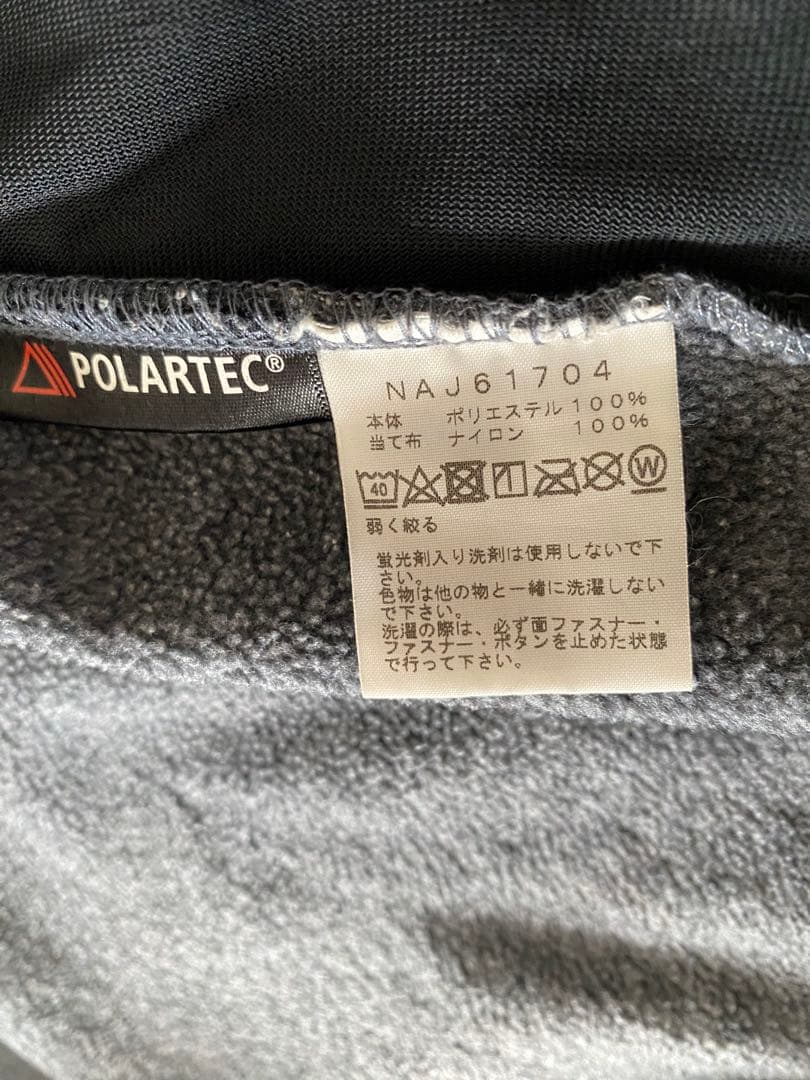 POLARTEC®
NAJ61704
本体 ポリエステル100%
当て布 ナイロン 100%
40 W
弱く絞る
蛍光剤入り洗剤は使用しないで下
さい。
色物は他の物と一緒に洗濯しない
で下さい。
洗濯の際は、必ず面ファスナー・
ファスナー・ボタンを止めた状態
で行って下さい。